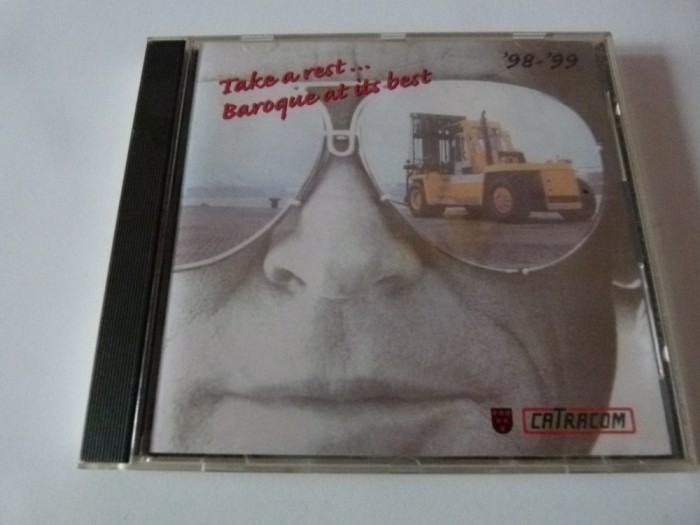 Take a rest...
Baroque at its best
'98-'99
CATRACOM